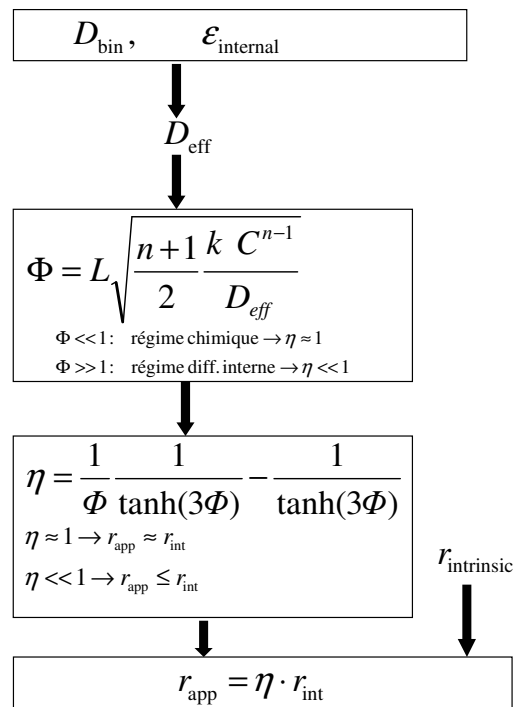 D_bin ,   ε_internal
D_eff
Φ = L √( (n+1)/2 · (k C^(n−1))/D_eff )
Φ << 1 :  régime chimique → η ≈ 1
Φ >> 1 :  régime diff. interne → η << 1
η = 1/Φ · 1/tanh(3Φ) − 1/tanh(3Φ)
η ≈ 1 → r_app ≈ r_int
η << 1 → r_app ≤ r_int
r_intrinsic
r_app = η · r_int